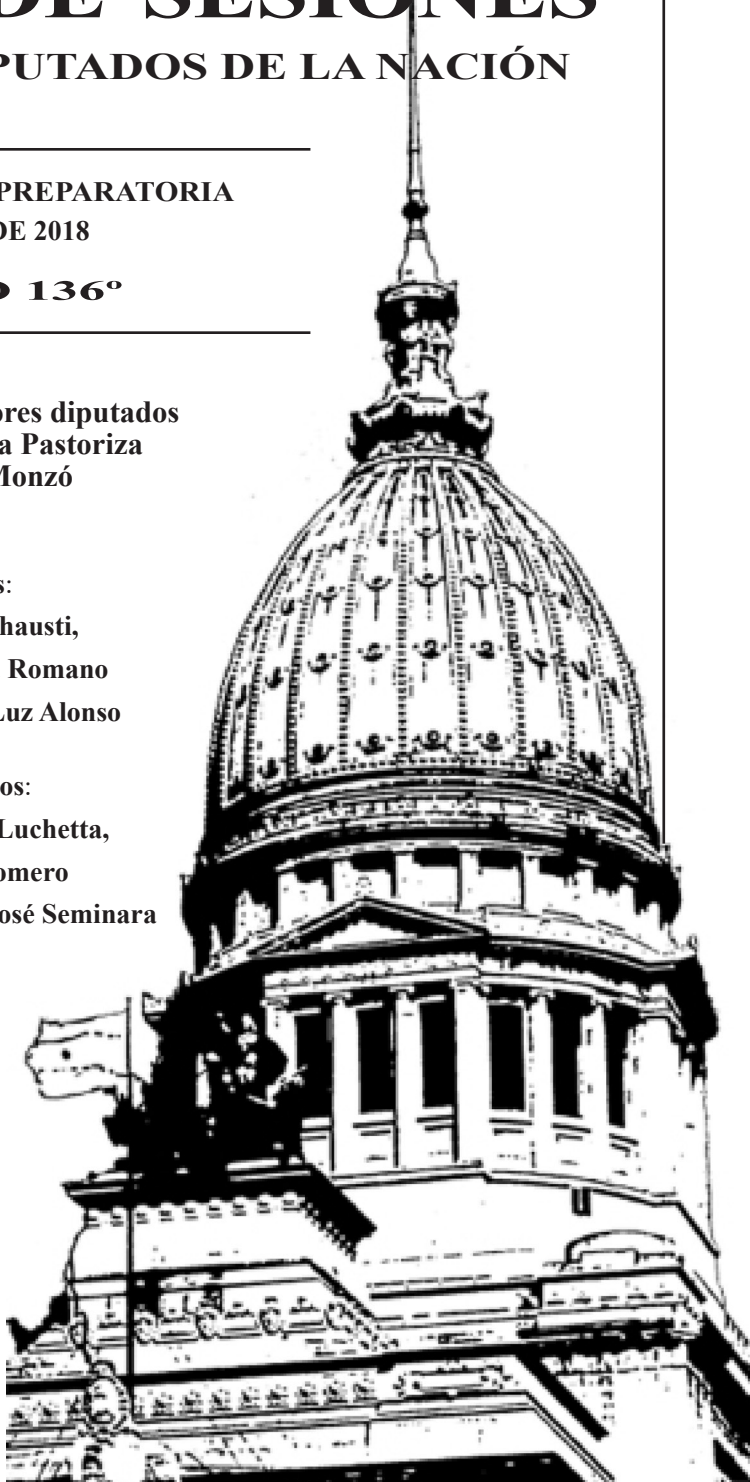 DE SESIONES
PUTADOS DE LA NACIÓN
PREPARATORIA
DE 2018
O 136º
ores diputados
a Pastoriza
Monzó
s:
hausti,
Romano
Luz Alonso
os:
Luchetta,
omero
osé Seminara